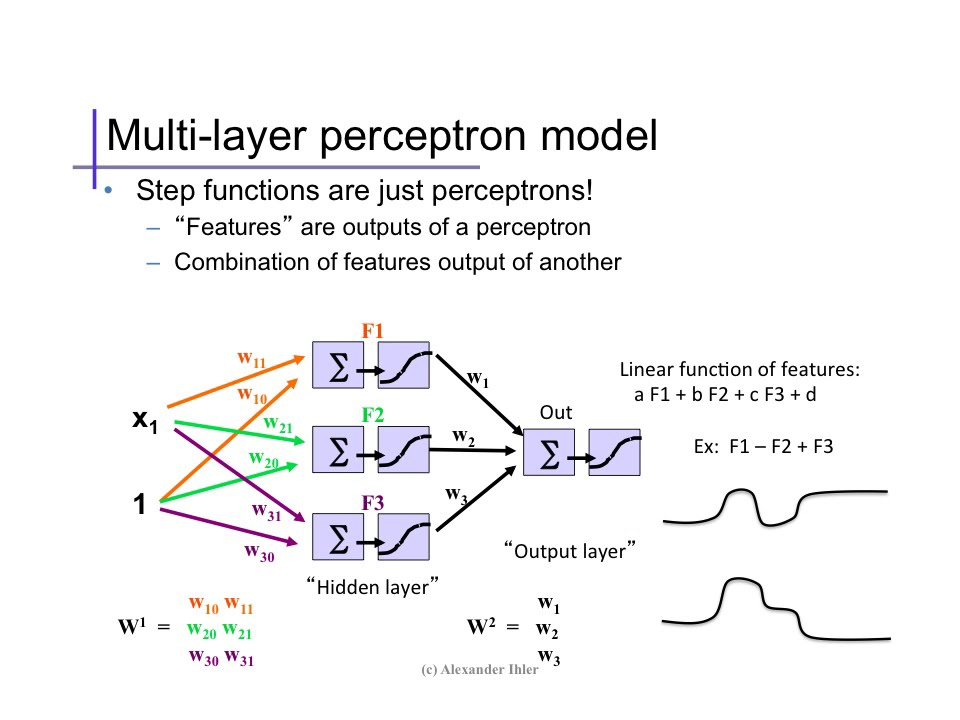 Multi-layer perceptron model
• Step functions are just perceptrons!
– “Features” are outputs of a perceptron
– Combination of features output of another
F1
w11
w10
x1
w21
F2
w20
1
w31
F3
w30
∑
∑
∑
w1
w2
w3
Out
∑
“Hidden layer”
“Output layer”
Linear function of features:
a F1 + b F2 + c F3 + d
Ex: F1 – F2 + F3
W1 =
w10 w11
w20 w21
w30 w31
W2 =
w1
w2
w3
(c) Alexander Ihler